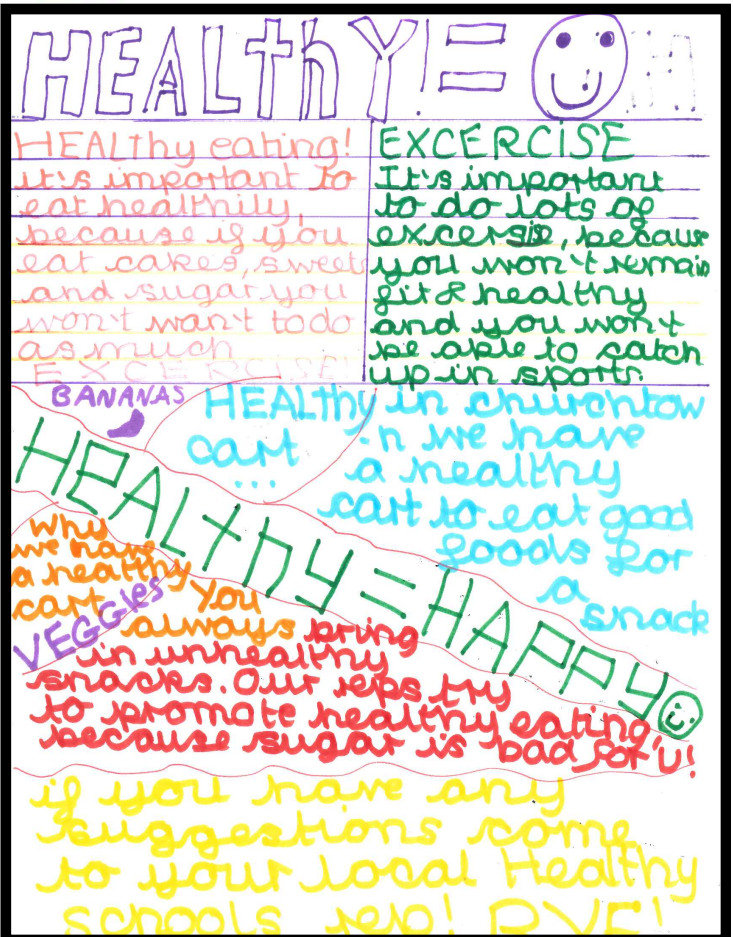 HEALthY! =
HEALthy eating!
it's important to
eat healthily,
because if you
eat cakes, sweets
and sugar you
won't want to do
as much
EXCERCISE!
EXCERCISE
It's important
to do lots of
excersie, because
you won't remain
fit & healthy
and you won't
be able to catch
up in sports.
BANANAS
HEALthy
cart
...
in churchtow
n we have
a healthy
cart to eat good
foods for
a
snack
HEALthy = HAPPY
Why
we have
a healthy
cart
VEGGIES
You
always bring
in unhealthy
snacks. Our reps try
to promote healthy eating,
because sugar is bad for u!
if you have any
suggestions come
to your local Healthy
schools rep! BYE!